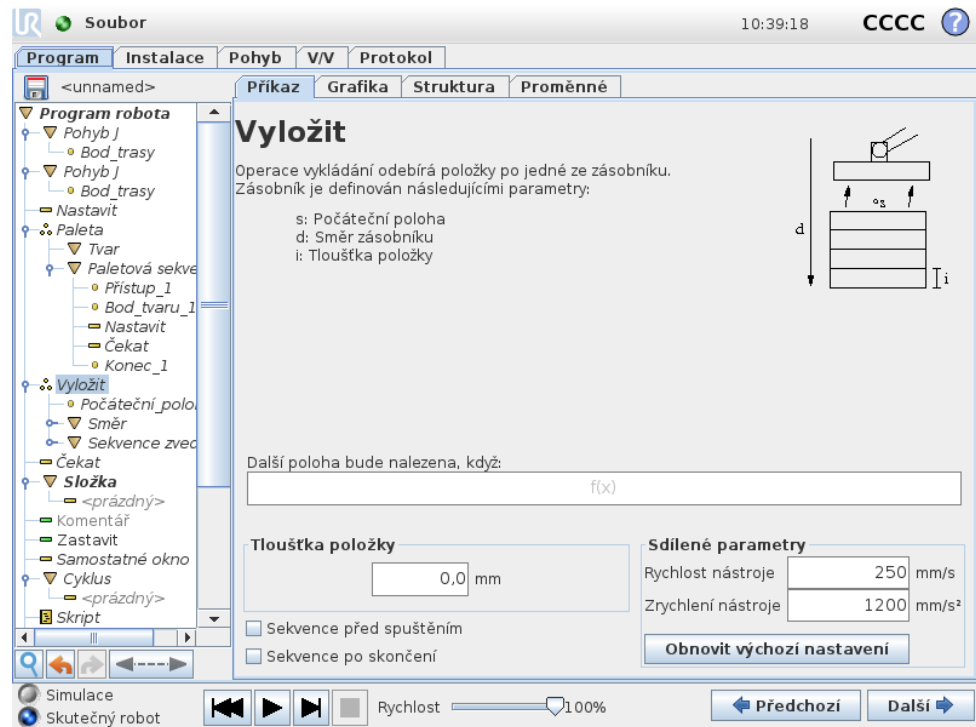 UR Soubor 10:39:18 CCCC ?
Program Instalace Pohyb V/V Protokol
<unnamed> Příkaz Grafika Struktura Proměnné
Program robota
Pohyb J
Bod_trasy
Pohyb J
Bod_trasy
Nastavit
Paleta
Tvar
Paletová sekve
Přístup_1
Bod_tvaru_1
Nastavit
Čekat
Konec_1
Vyložit
Počáteční_polo
Směr
Sekvence zved
Čekat
Složka
<prázdný>
Komentář
Zastavit
Samostatné okno
Cyklus
<prázdný>
Skript
Vyložit
Operace vykládání odebírá položky po jedné ze zásobníku.
Zásobník je definován následujícími parametry:
s: Počáteční poloha
d: Směr zásobníku
i: Tloušťka položky
s
d
i
Další poloha bude nalezena, když:
f(x)
Tloušťka položky
0,0 mm
Sekvence před spuštěním
Sekvence po skončení
Sdílené parametry
Rychlost nástroje 250 mm/s
Zrychlení nástroje 1200 mm/s²
Obnovit výchozí nastavení
Simulace
Skutečný robot
Rychlost 100%
Předchozí Další